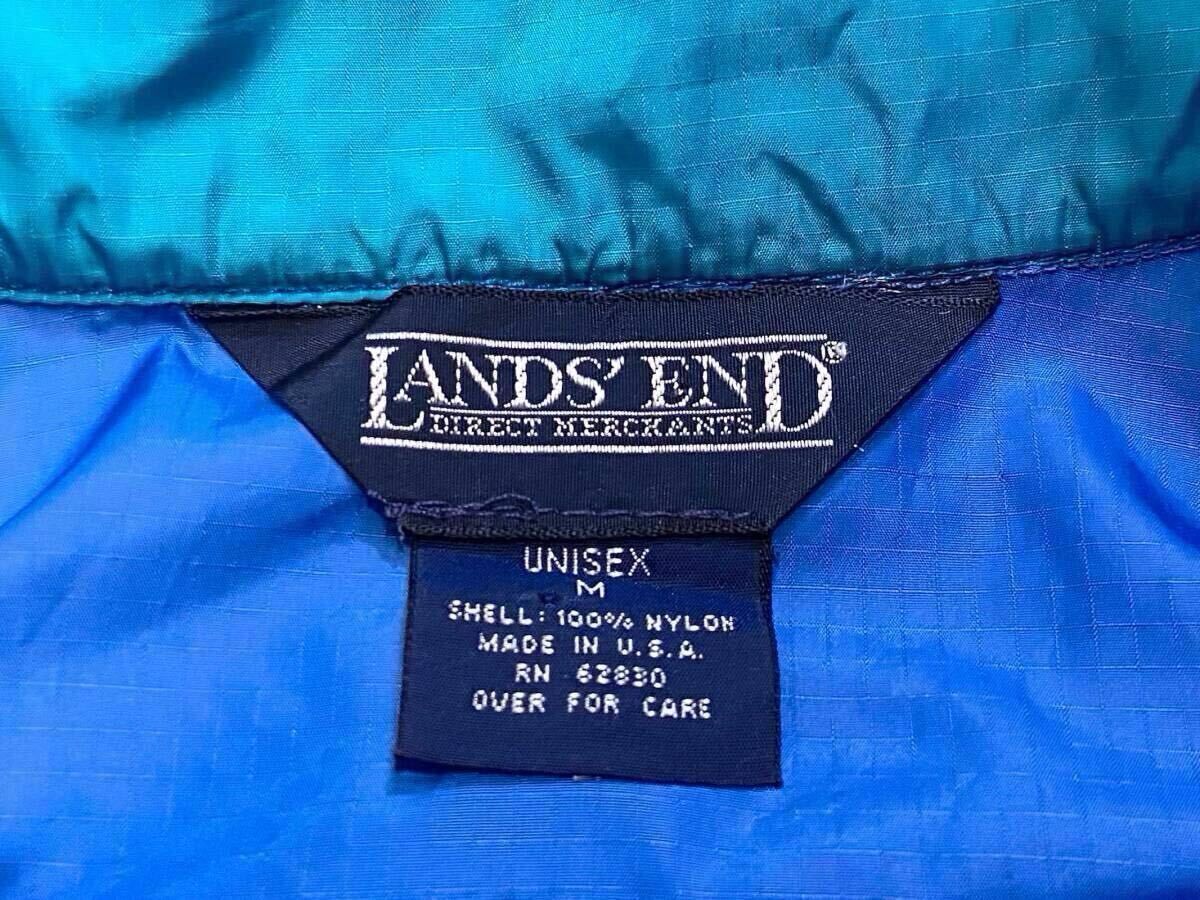 LANDS' END®
DIRECT MERCHANTS
UNISEX
M
SHELL: 100% NYLON
MADE IN U.S.A.
RN 62830
OVER FOR CARE